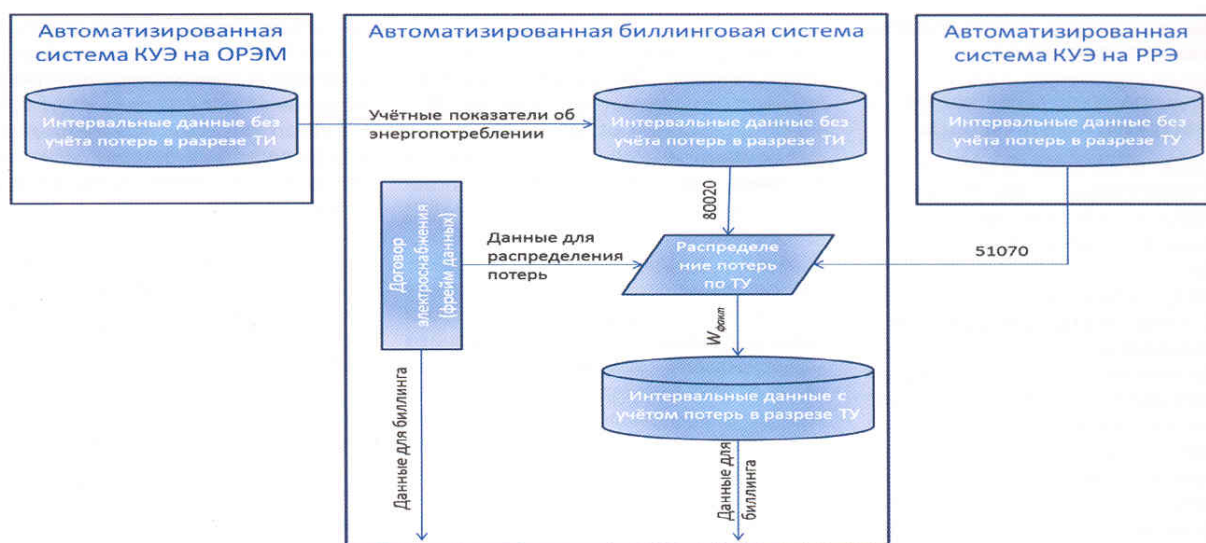 Автоматизированная
система КУЭ на ОРЭМ
Интервальные данные без
учёта потерь в разрезе ТИ
Автоматизированная биллинговая система
Учётные показатели об
энергопотреблении
Интервальные данные без
учёта потерь в разрезе ТИ
Автоматизированная
система КУЭ на РРЭ
Интервальные данные без
учёта потерь в разрезе ТУ
80020
51070
Договор
электроснабжения
(фрейм данных)
Данные для
распределения
потерь
Распределе
ние потерь
по ТУ
Wфакт
Интервальные данные с
учётом потерь в разрезе ТУ
Данные для биллинга
Данные для
биллинга